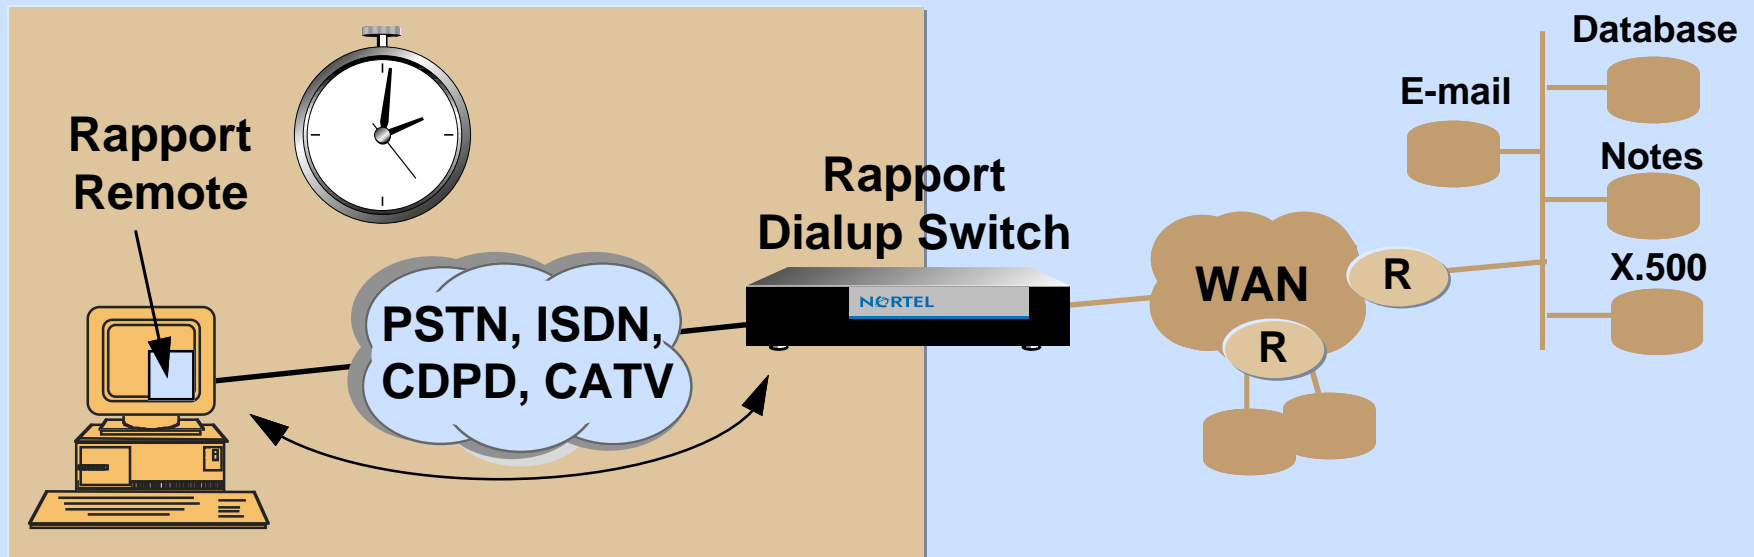 Rapport
Remote
PSTN, ISDN,
CDPD, CATV
Rapport
Dialup Switch
NORTEL
WAN
R
R
E-mail
Database
Notes
X.500